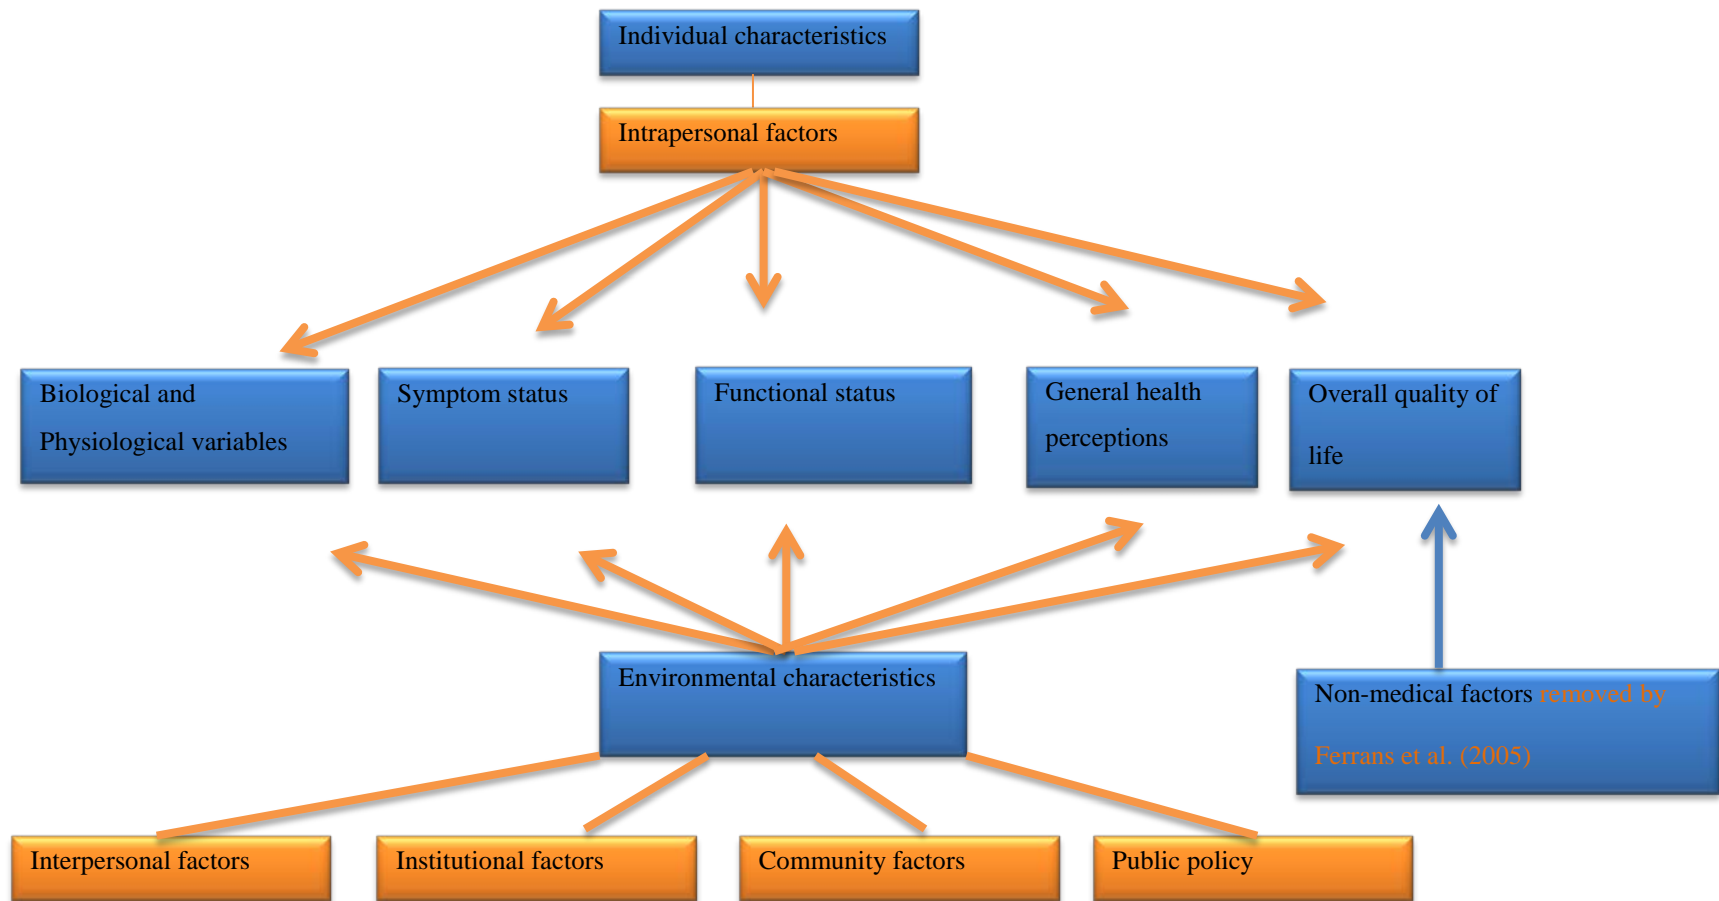 Individual characteristics
Intrapersonal factors
Biological and
Physiological variables
Symptom status
Functional status
General health
perceptions
Overall quality of
life
Environmental characteristics
Non-medical factors removed by
Ferrans et al. (2005)
Interpersonal factors
Institutional factors
Community factors
Public policy